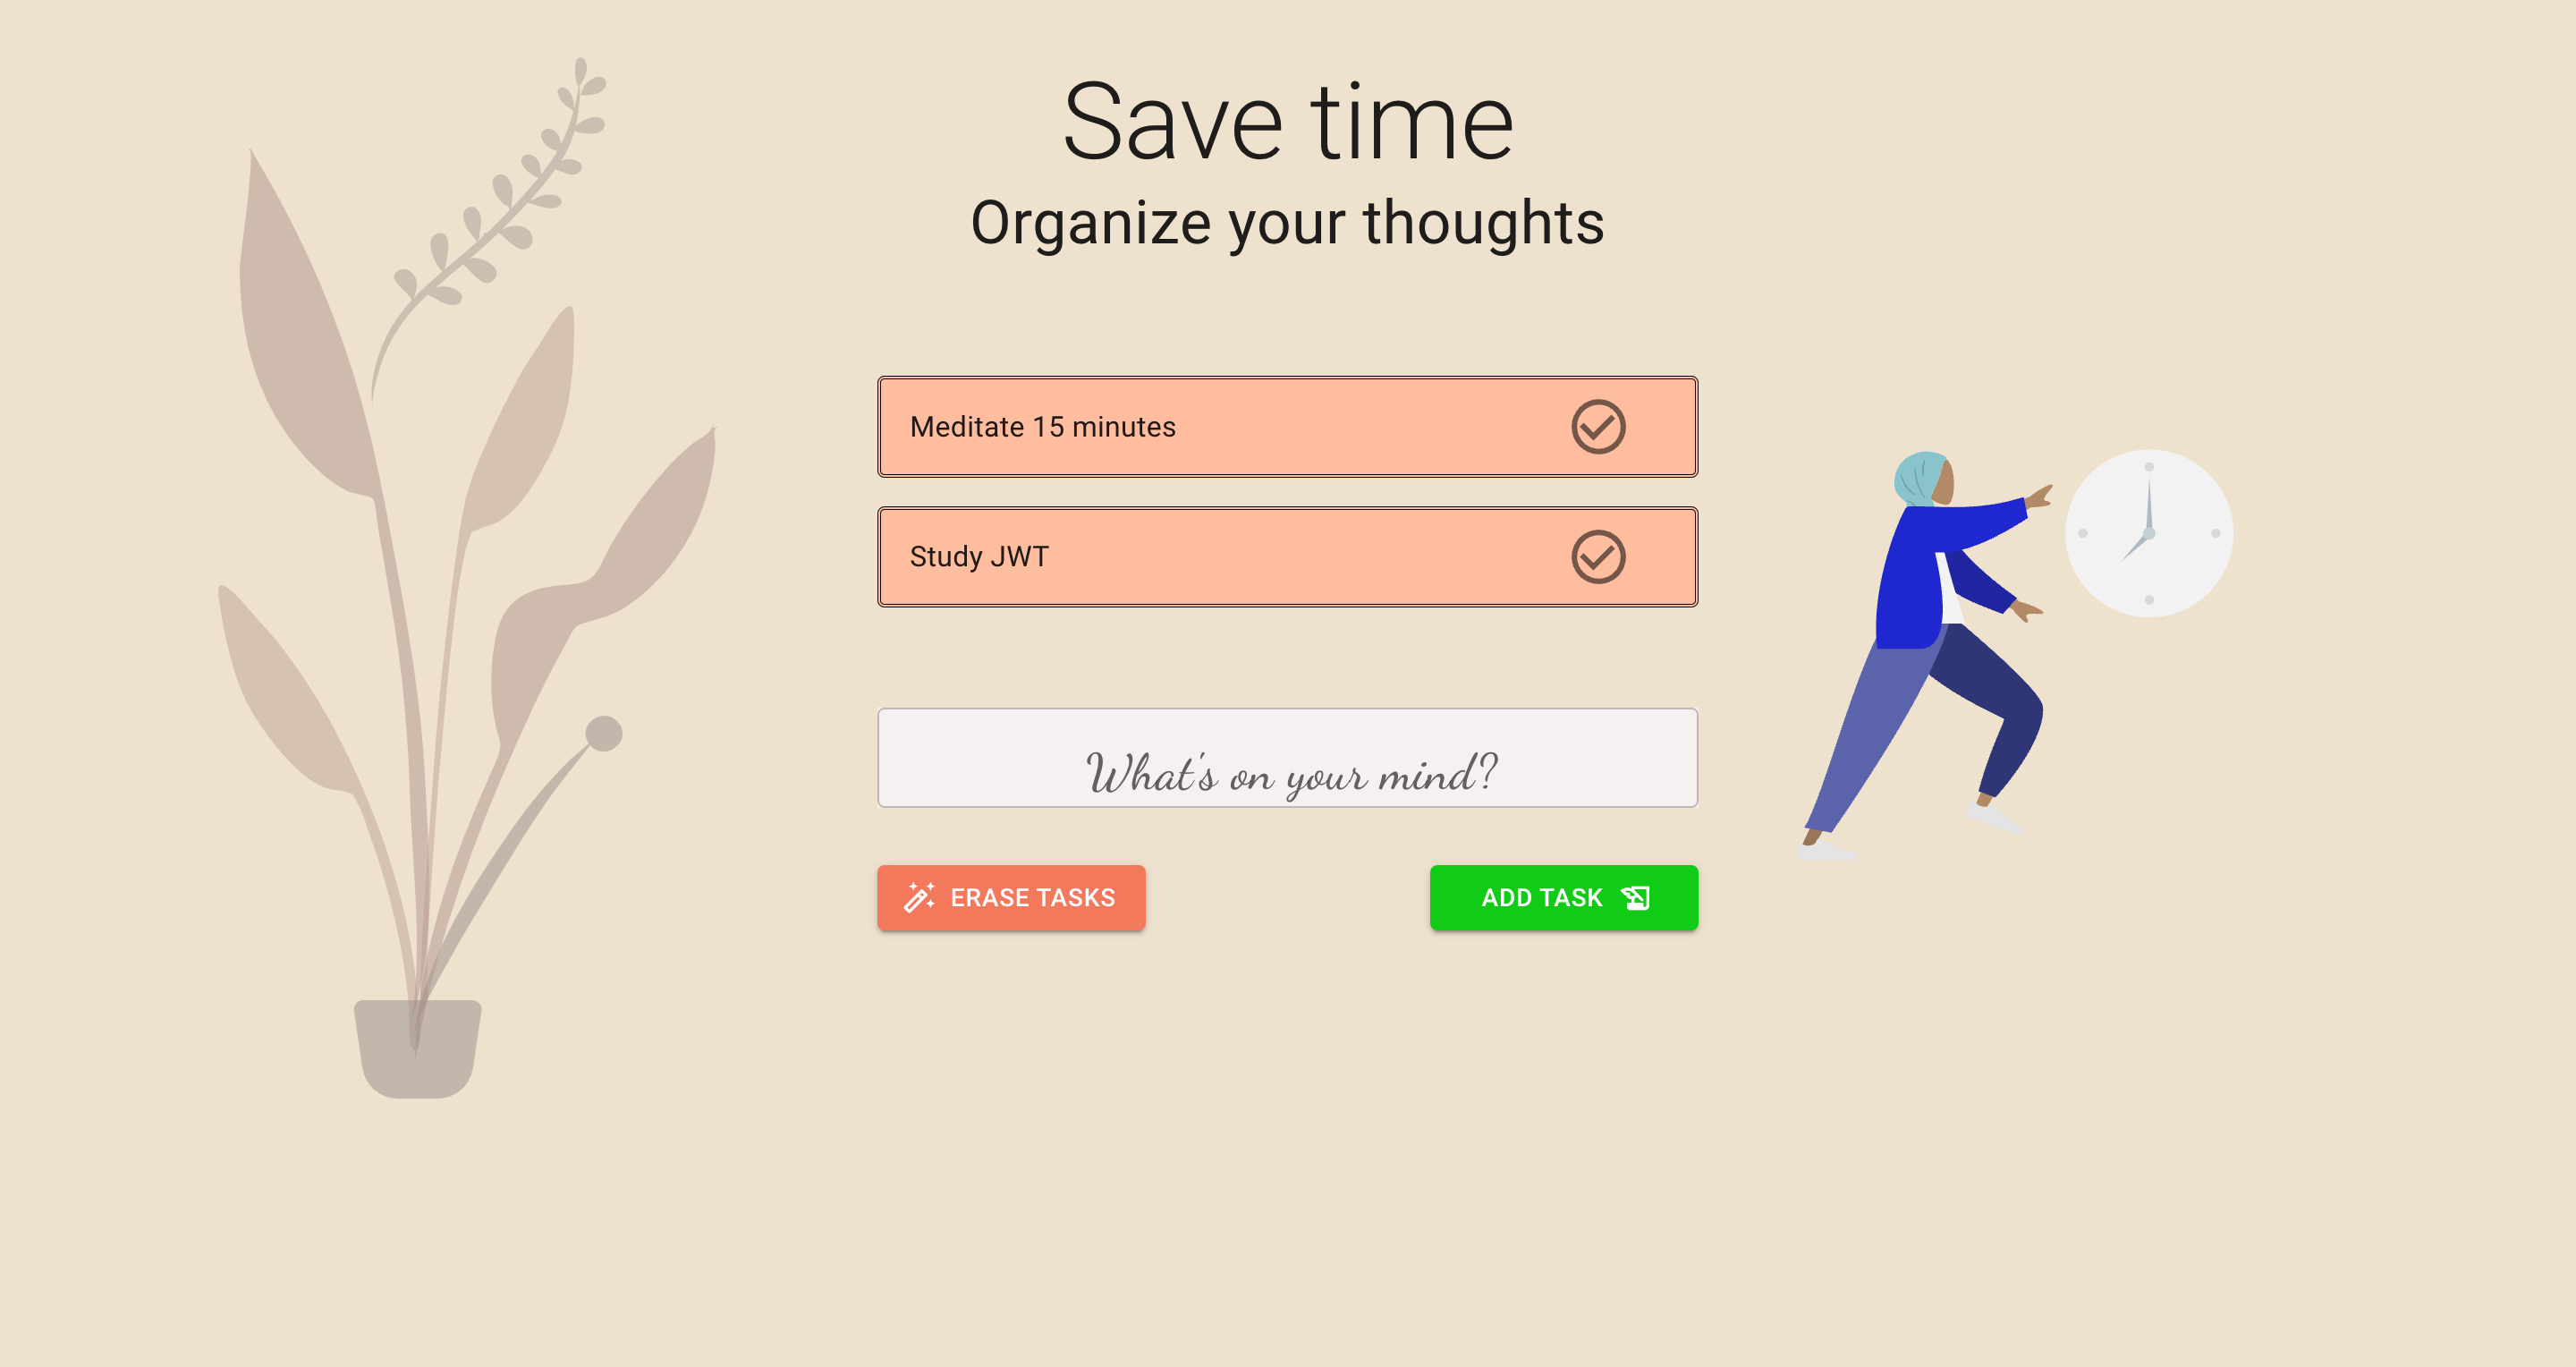 Save time
Organize your thoughts
Meditate 15 minutes
Study JWT
What's on your mind?
ERASE TASKS
ADD TASK